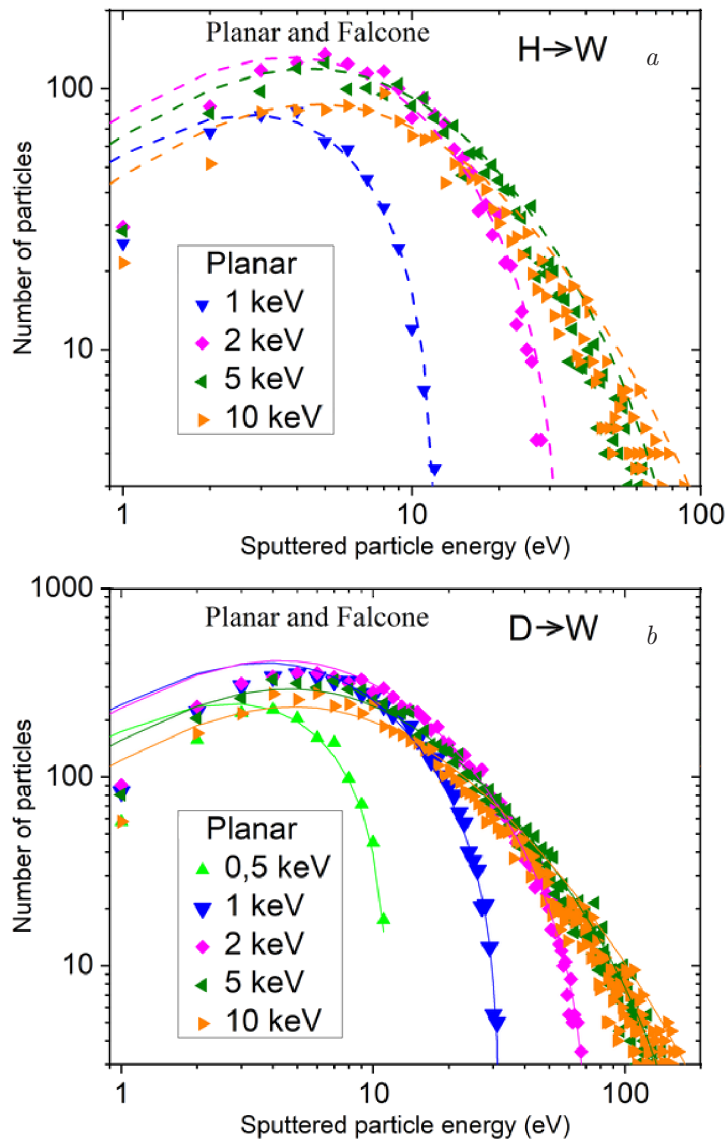 Planar and Falcone
H→W
a
100
10
Number of particles
Planar
1 keV
2 keV
5 keV
10 keV
1
10
100
Sputtered particle energy (eV)
Planar and Falcone
D→W
b
1000
100
10
Number of particles
Planar
0,5 keV
1 keV
2 keV
5 keV
10 keV
1
10
100
Sputtered particle energy (eV)